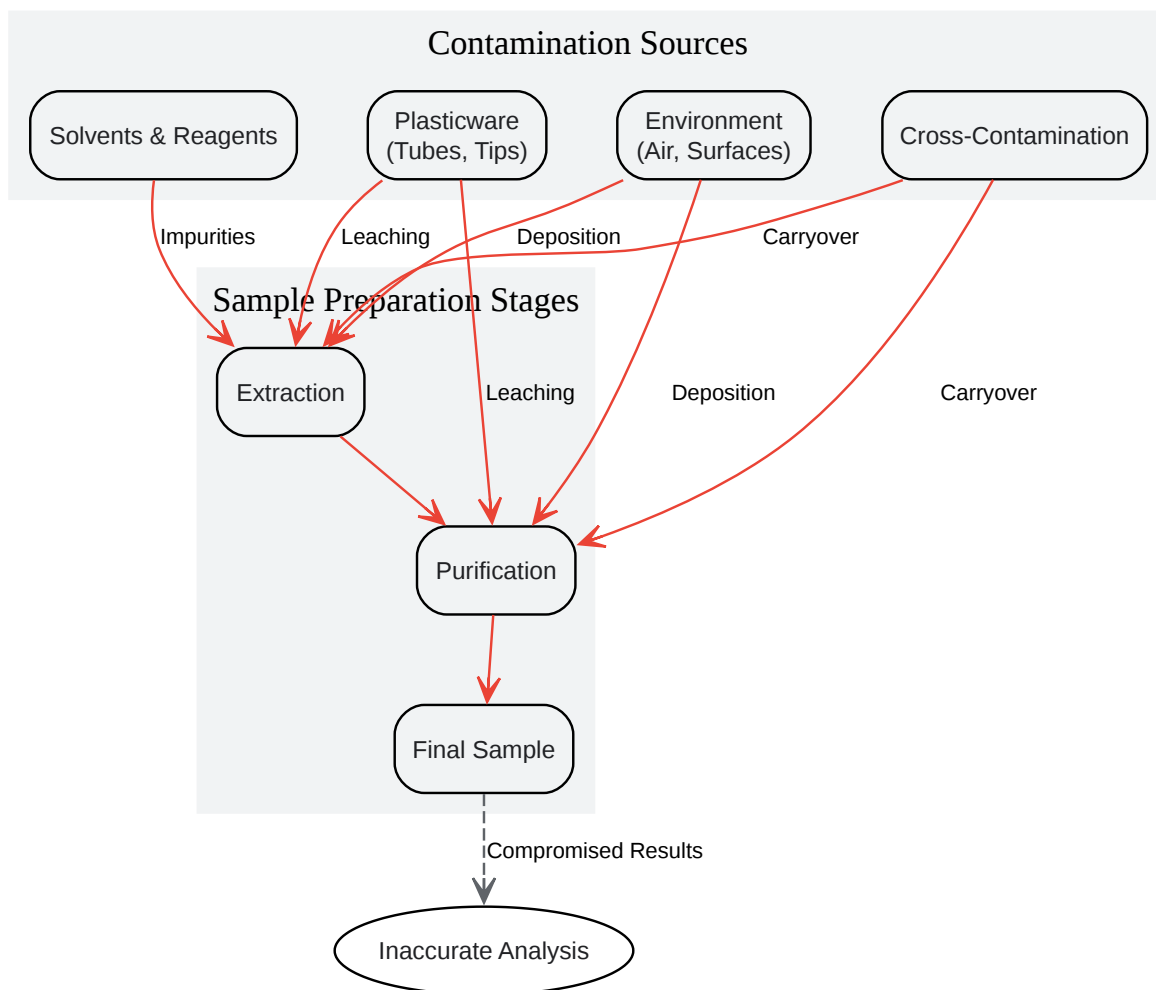 Contamination Sources
Solvents & Reagents
Plasticware
(Tubes, Tips)
Environment
(Air, Surfaces)
Cross-Contamination
Impurities
Leaching
Deposition
Carryover
Sample Preparation Stages
Extraction
Leaching
Deposition
Carryover
Purification
Final Sample
Compromised Results
Inaccurate Analysis